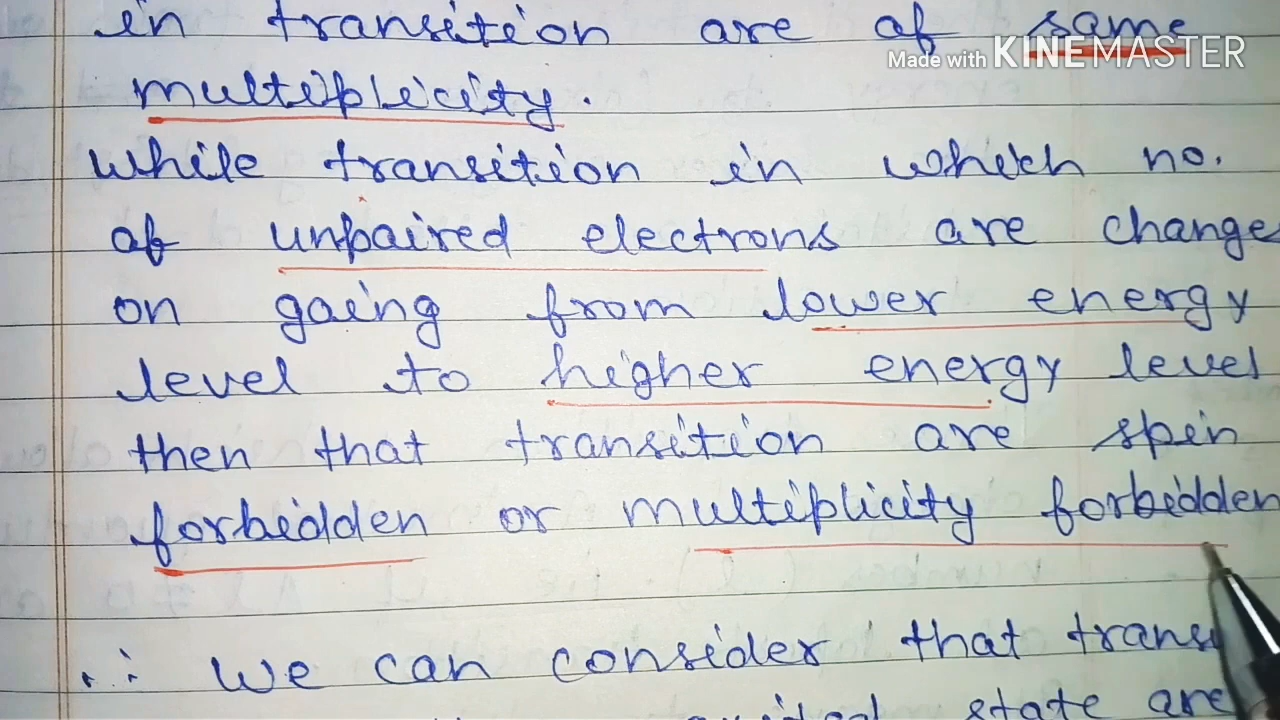 in transition are of same
Made with KINEMASTER
multiplicity.
while transition in which no.
of unpaired electrons are change
on going from lower energy
level to higher energy level
then that transition are spin
forbidden or multiplicity forbidden
∴ we can consider that trans
state are